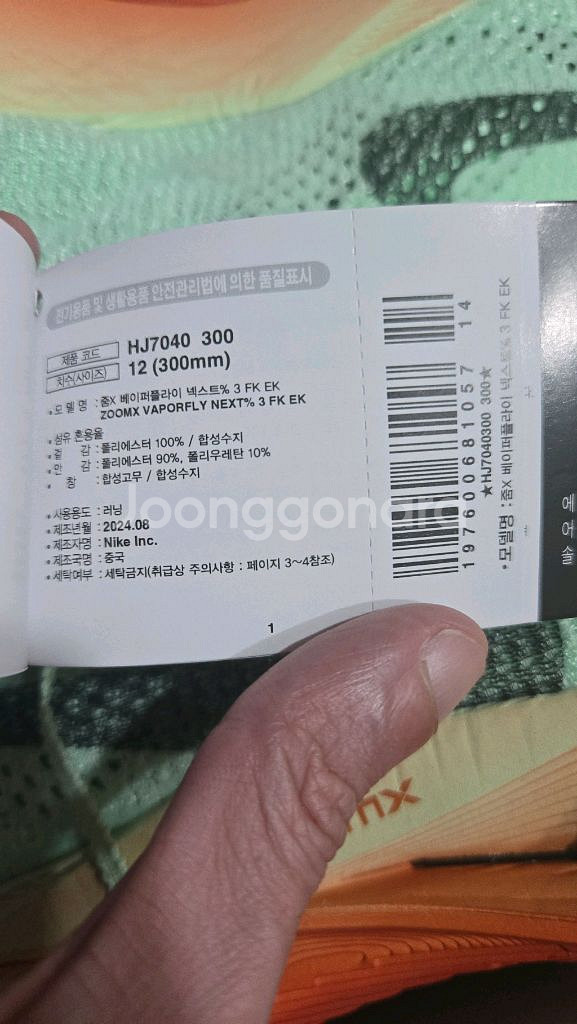 전기용품 및 생활용품 안전관리법에 의한 품질표시
제품 코드 HJ7040 300
치수(사이즈) 12 (300mm)
•모 델 명 : 줌X 베이퍼플라이 넥스트% 3 FK EK
ZOOMX VAPORFLY NEXT% 3 FK EK
•섬유 혼용율
•겉 감 : 폴리에스터 100% / 합성수지
•안 감 : 폴리에스터 90%, 폴리우레탄 10%
•창 : 합성고무 / 합성수지
•사용용도 : 러닝
•제조년월 : 2024.08
•제조자명 : Nike Inc.
•제조국명 : 중국
•세탁여부 : 세탁금지(취급상 주의사항 : 페이지 3~4참조)
1
197600681057 14
★HJ7040300 300★
•모델명 : 줌X 베이퍼플라이 넥스트% 3 FK EK
에어솔
Joonggonara